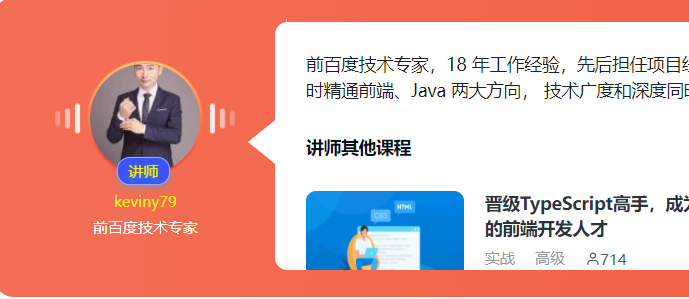 讲师
keviny79
前百度技术专家
前百度技术专家，18 年工作经验，先后担任项目
时精通前端、Java 两大方向， 技术广度和深度同时
讲师其他课程
CSS
HTML
晋级TypeScript高手，成为
的前端开发人才
实战 高级 714